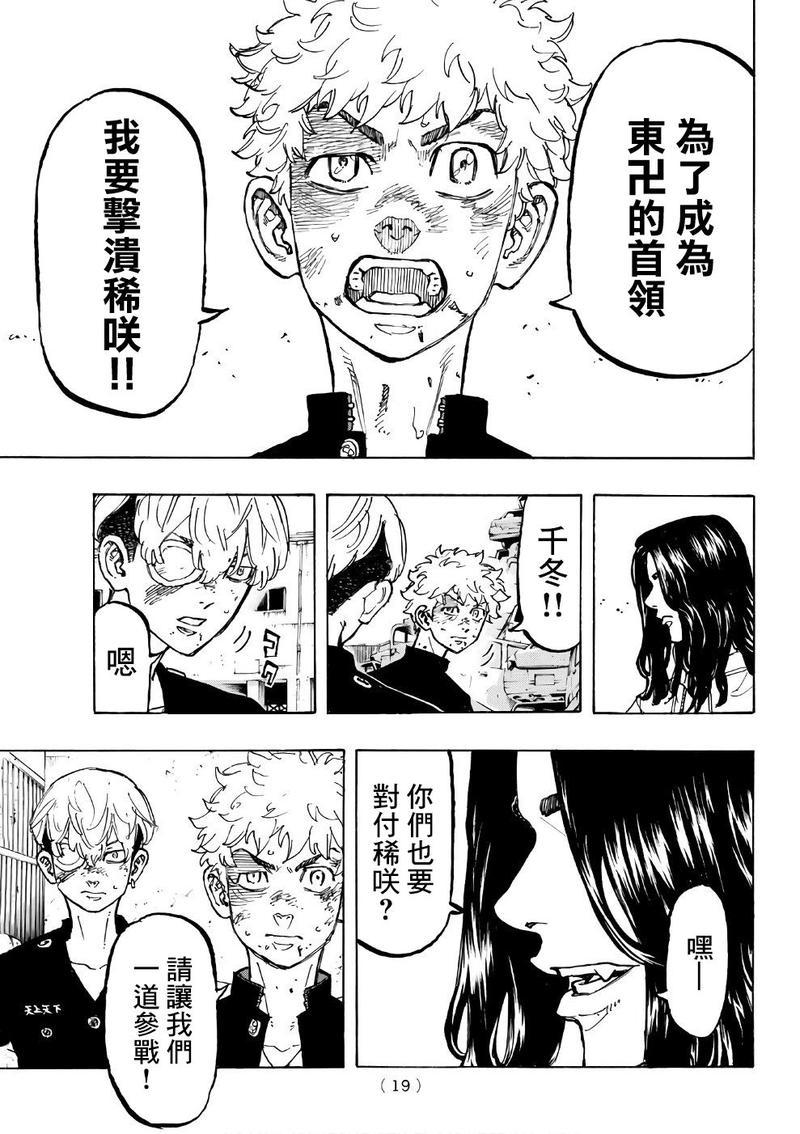 為了成為
東卍的首領
我要擊潰稀咲!!
千冬!!
コク
嗯
嘿─
你們也要
對付稀咲?
請讓我們
一道參戰!
天上天下
(19)